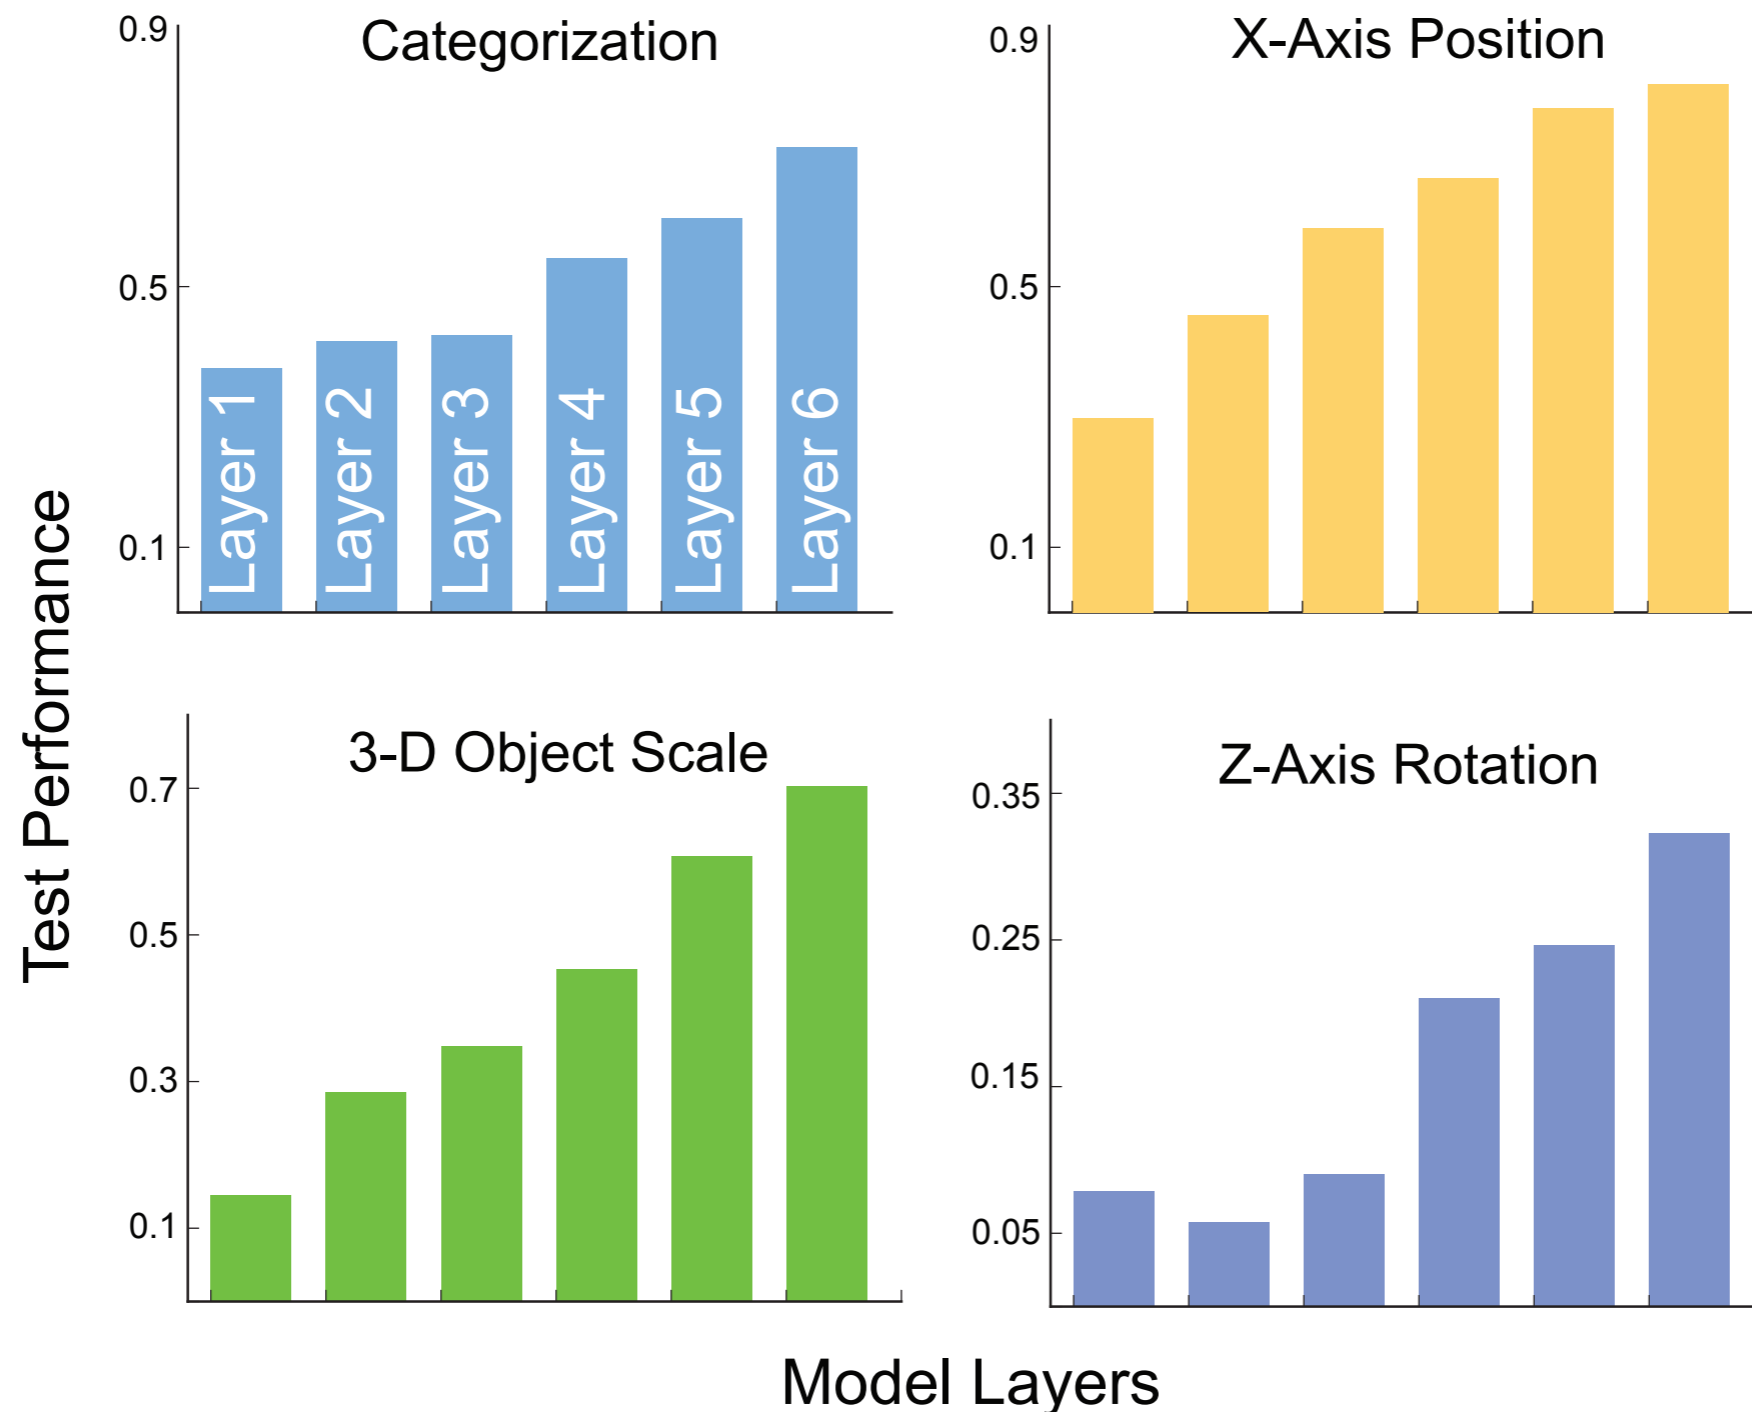 Categorization
0.9
0.5
0.1
Layer 1
Layer 2
Layer 3
Layer 4
Layer 5
Layer 6
X-Axis Position
0.9
0.5
0.1
Test Performance
3-D Object Scale
0.7
0.5
0.3
0.1
Z-Axis Rotation
0.35
0.25
0.15
0.05
Model Layers